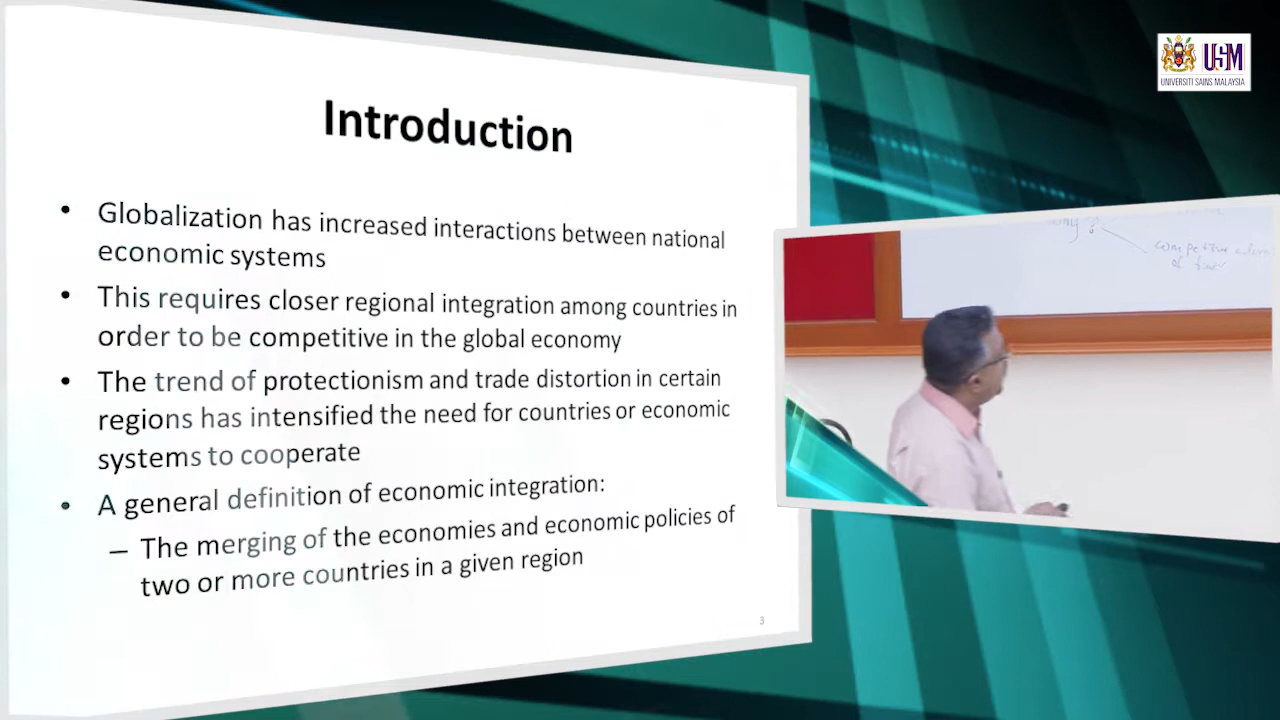 Introduction
• Globalization has increased interactions between national
economic systems
• This requires closer regional integration among countries in
order to be competitive in the global economy
• The trend of protectionism and trade distortion in certain
regions has intensified the need for countries or economic
systems to cooperate
• A general definition of economic integration:
– The merging of the economies and economic policies of
two or more countries in a given region
3
USM
UNIVERSITI SAINS MALAYSIA
of